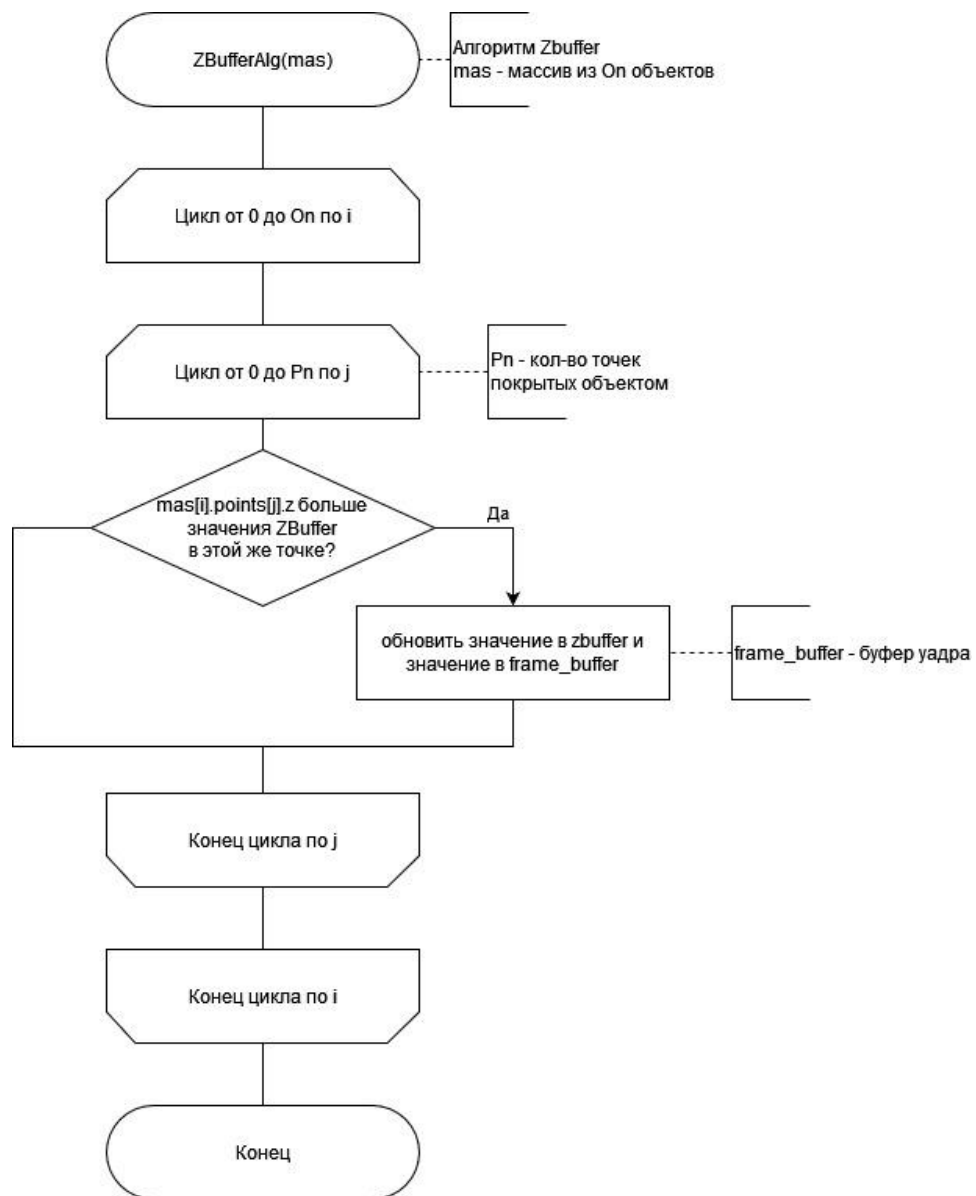 ZBufferAlg(mas)
Алгоритм Zbuffer
mas - массив из On объектов
Цикл от 0 до On по i
Цикл от 0 до Pn по j
Pn - кол-во точек
покрытых объектом
mas[i].points[j].z больше
значения ZBuffer
в этой же точке?
Да
обновить значение в zbuffer и
значение в frame_buffer
frame_buffer - буфер уадра
Конец цикла по j
Конец цикла по i
Конец